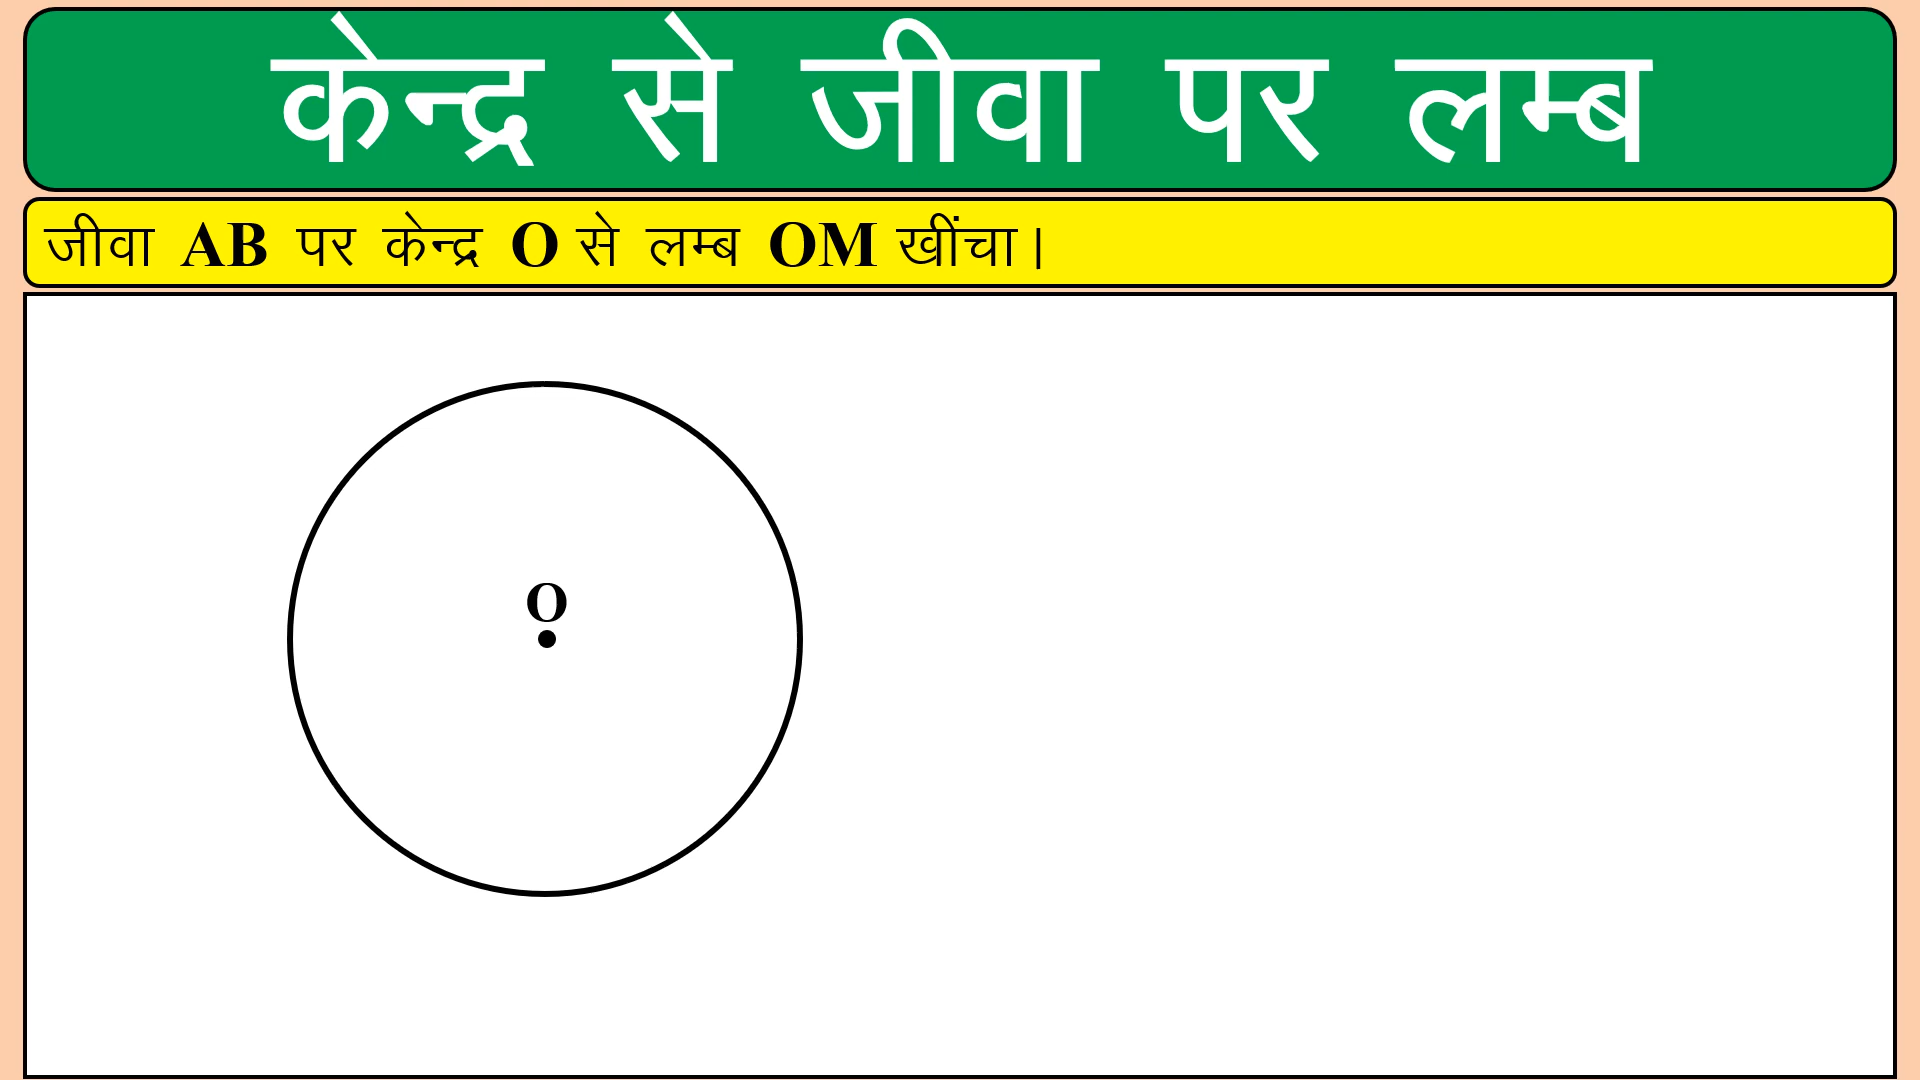 केन्द्र से जीवा पर लम्ब
जीवा AB पर केन्द्र O से लम्ब OM खींचा।
O